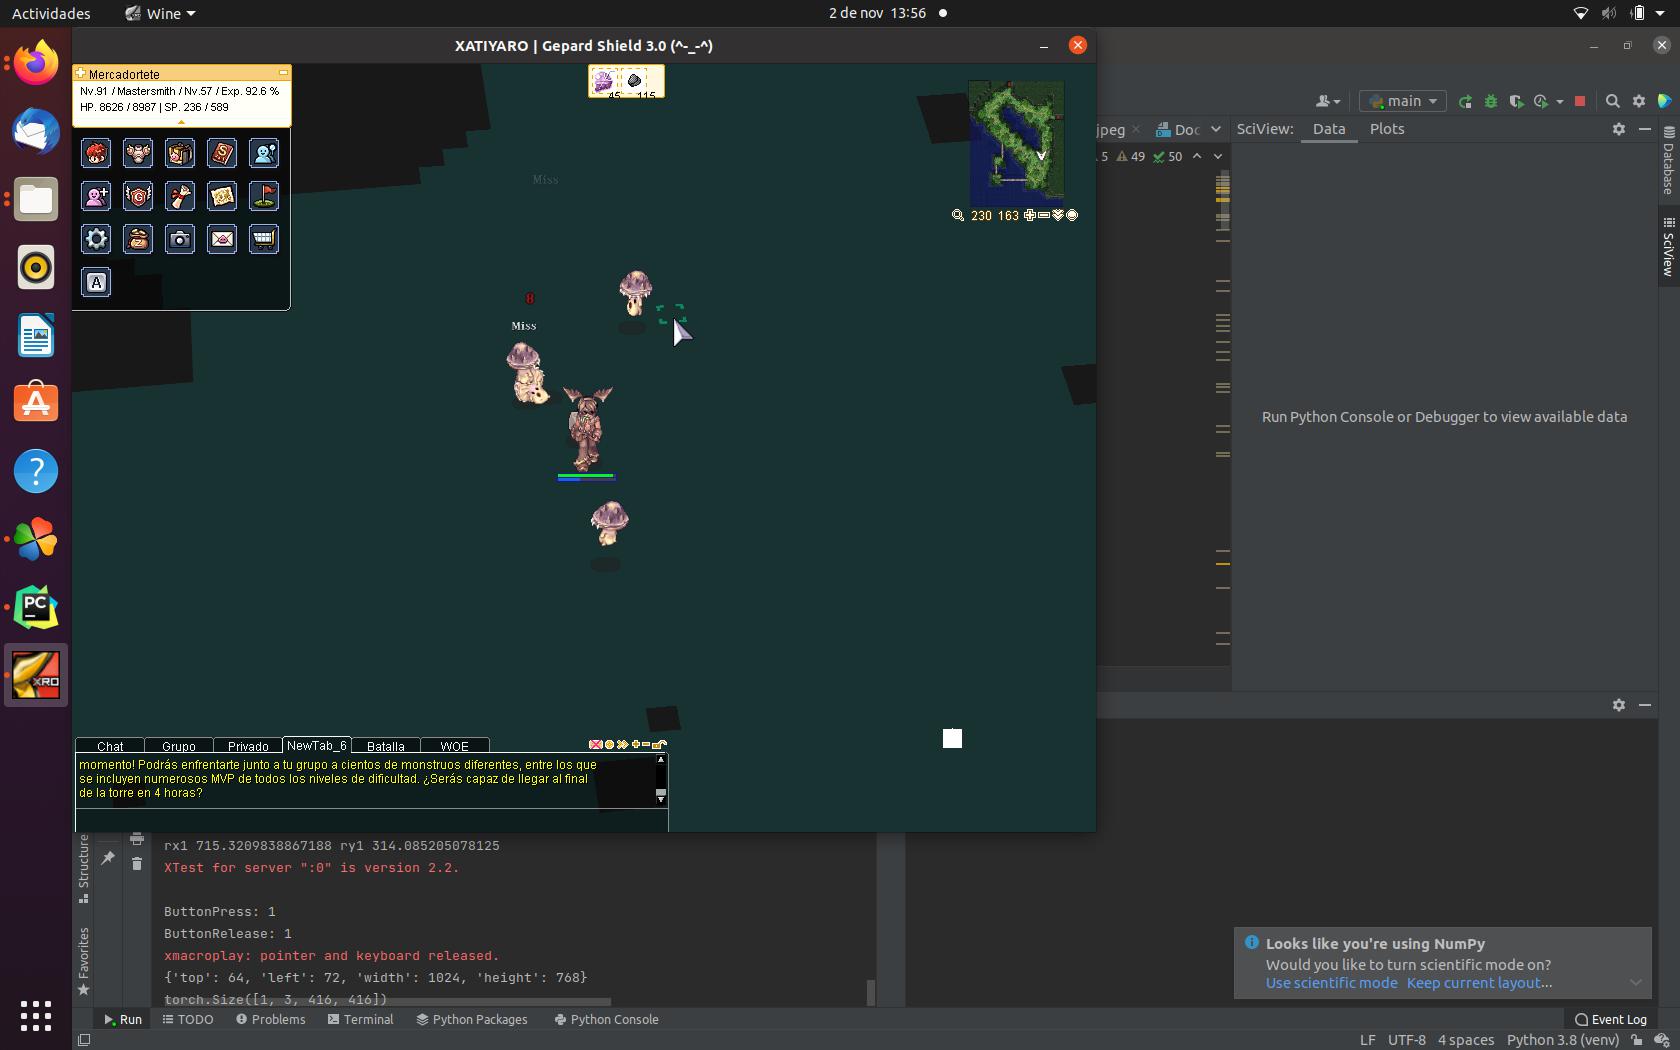 Actividades
Wine
2 de nov 13:56
XATIYARO | Gepard Shield 3.0 (^-_-^)
Mercadortete
Nv.91 / Mastersmith / Nv.57 / Exp. 92.6 %
HP. 8626 / 8987 | SP. 236 / 589
45 115
A
230 163
Miss
8
Miss
main
jpeg
Doc
SciView: Data Plots
5 49 50
Database
SciView
Run Python Console or Debugger to view available data
PC
XRO
Chat Grupo Privado NewTab_6 Batalla WOE
momento! Podrás enfrentarte junto a tu grupo a cientos de monstruos diferentes, entre los que
se incluyen numerosos MVP de todos los niveles de dificultad. ¿Serás capaz de llegar al final
de la torre en 4 horas?
Structure
Favorites
rx1 715.3209838867188 ry1 314.085205078125
XTest for server ":0" is version 2.2.
ButtonPress: 1
ButtonRelease: 1
xmacroplay: pointer and keyboard released.
{'top': 64, 'left': 72, 'width': 1024, 'height': 768}
torch.Size([1, 3, 416, 416])
Looks like you're using NumPy
Would you like to turn scientific mode on?
Use scientific mode Keep current layout...
Run TODO Problems Terminal Python Packages Python Console
Event Log
LF UTF-8 4 spaces Python 3.8 (venv)